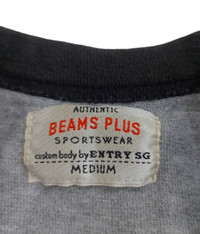 AUTHENTIC
BEAMS PLUS
SPORTSWEAR
custom body by ENTRY SG
MEDIUM